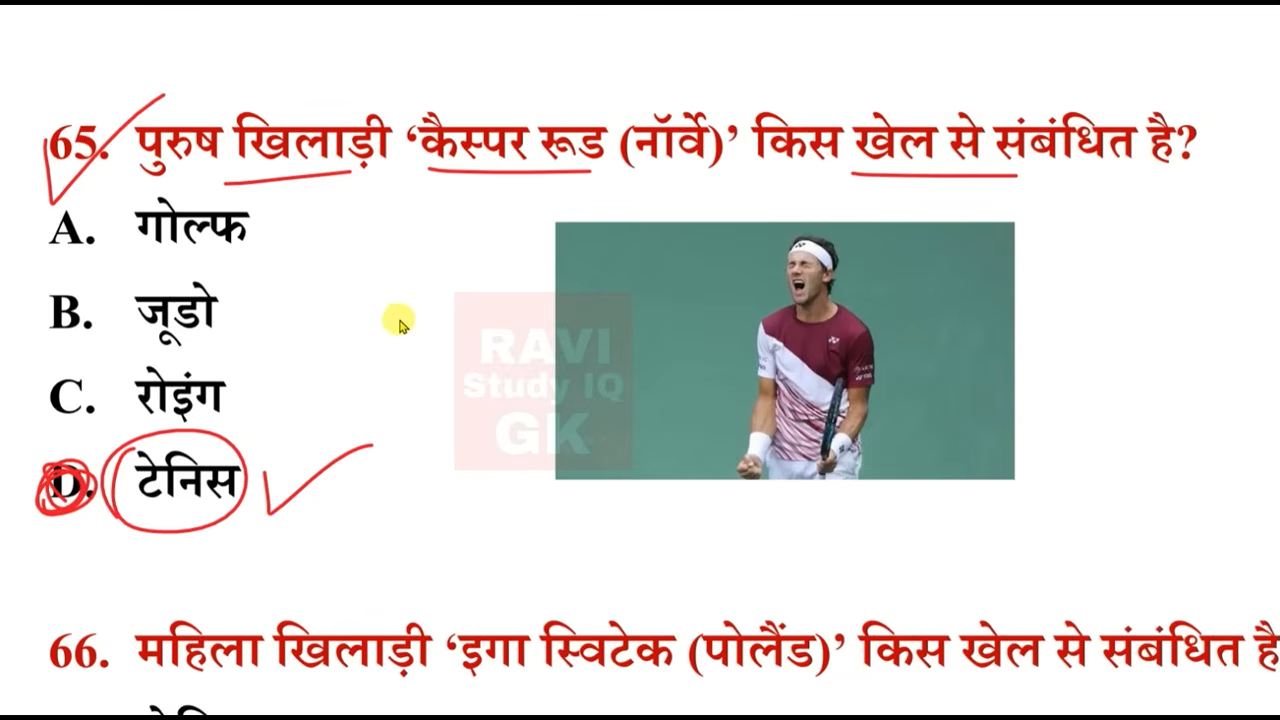 65. पुरुष खिलाड़ी ‘कैस्पर रूड (नॉर्वे)’ किस खेल से संबंधित है?
A. गोल्फ
B. जूडो
C. रोइंग
D. टेनिस
RAVI
Study IQ
GK
66. महिला खिलाड़ी ‘इगा स्विटेक (पोलैंड)’ किस खेल से संबंधित है